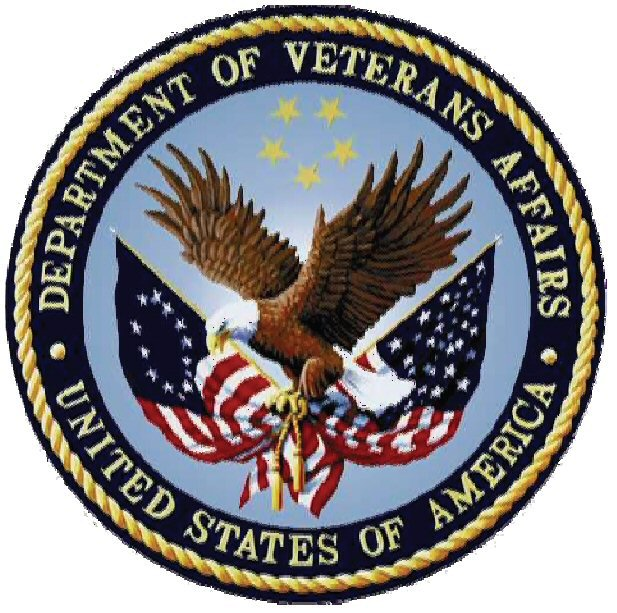 DEPARTMENT OF VETERANS AFFAIRS
UNITED STATES OF AMERICA